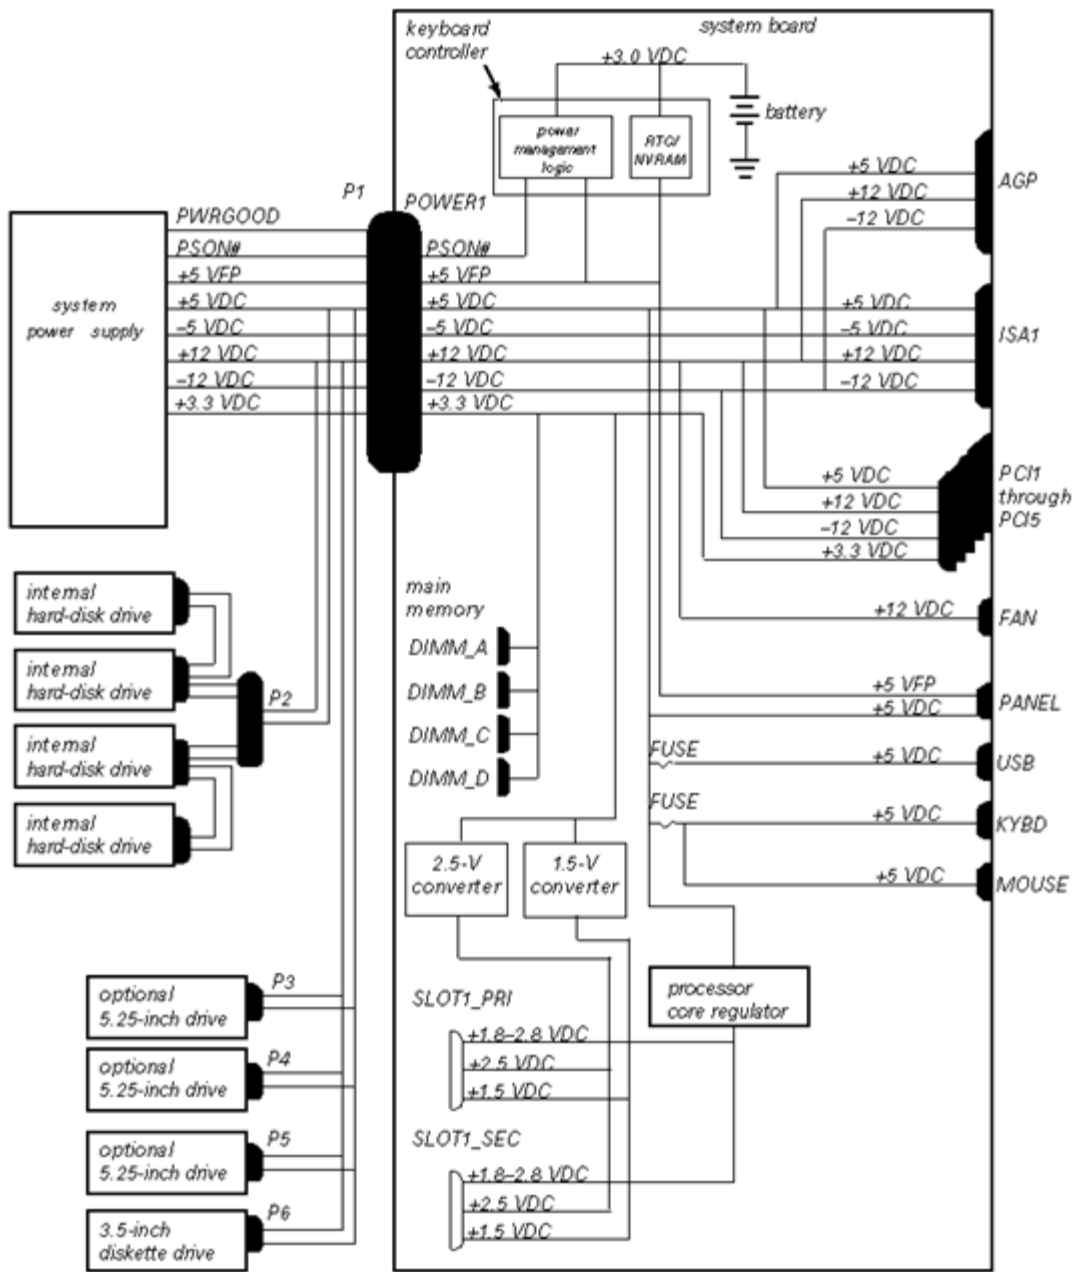 keyboard
controller
system board
+3.0 VDC
battery
power
management
logic
RTC/
NVRAM
P1
POWER1
PWRGOOD
PSON#
+5 VFP
+5 VDC
–5 VDC
+12 VDC
–12 VDC
+3.3 VDC
system
power supply
PSON#
+5 VFP
+5 VDC
–5 VDC
+12 VDC
–12 VDC
+3.3 VDC
+5 VDC
+12 VDC
–12 VDC
AGP
+5 VDC
–5 VDC
+12 VDC
–12 VDC
ISA1
+5 VDC
+12 VDC
–12 VDC
+3.3 VDC
PCI1
through
PCI5
+12 VDC
FAN
+5 VFP
+5 VDC
PANEL
FUSE
+5 VDC
USB
FUSE
+5 VDC
KYBD
+5 VDC
MOUSE
internal
hard-disk drive
internal
hard-disk drive
P2
internal
hard-disk drive
internal
hard-disk drive
main
memory
DIMM_A
DIMM_B
DIMM_C
DIMM_D
2.5-V
converter
1.5-V
converter
processor
core regulator
SLOT1_PRI
+1.8–2.8 VDC
+2.5 VDC
+1.5 VDC
SLOT1_SEC
+1.8–2.8 VDC
+2.5 VDC
+1.5 VDC
P3
optional
5.25-inch drive
P4
optional
5.25-inch drive
P5
optional
5.25-inch drive
P6
3.5-inch
diskette drive